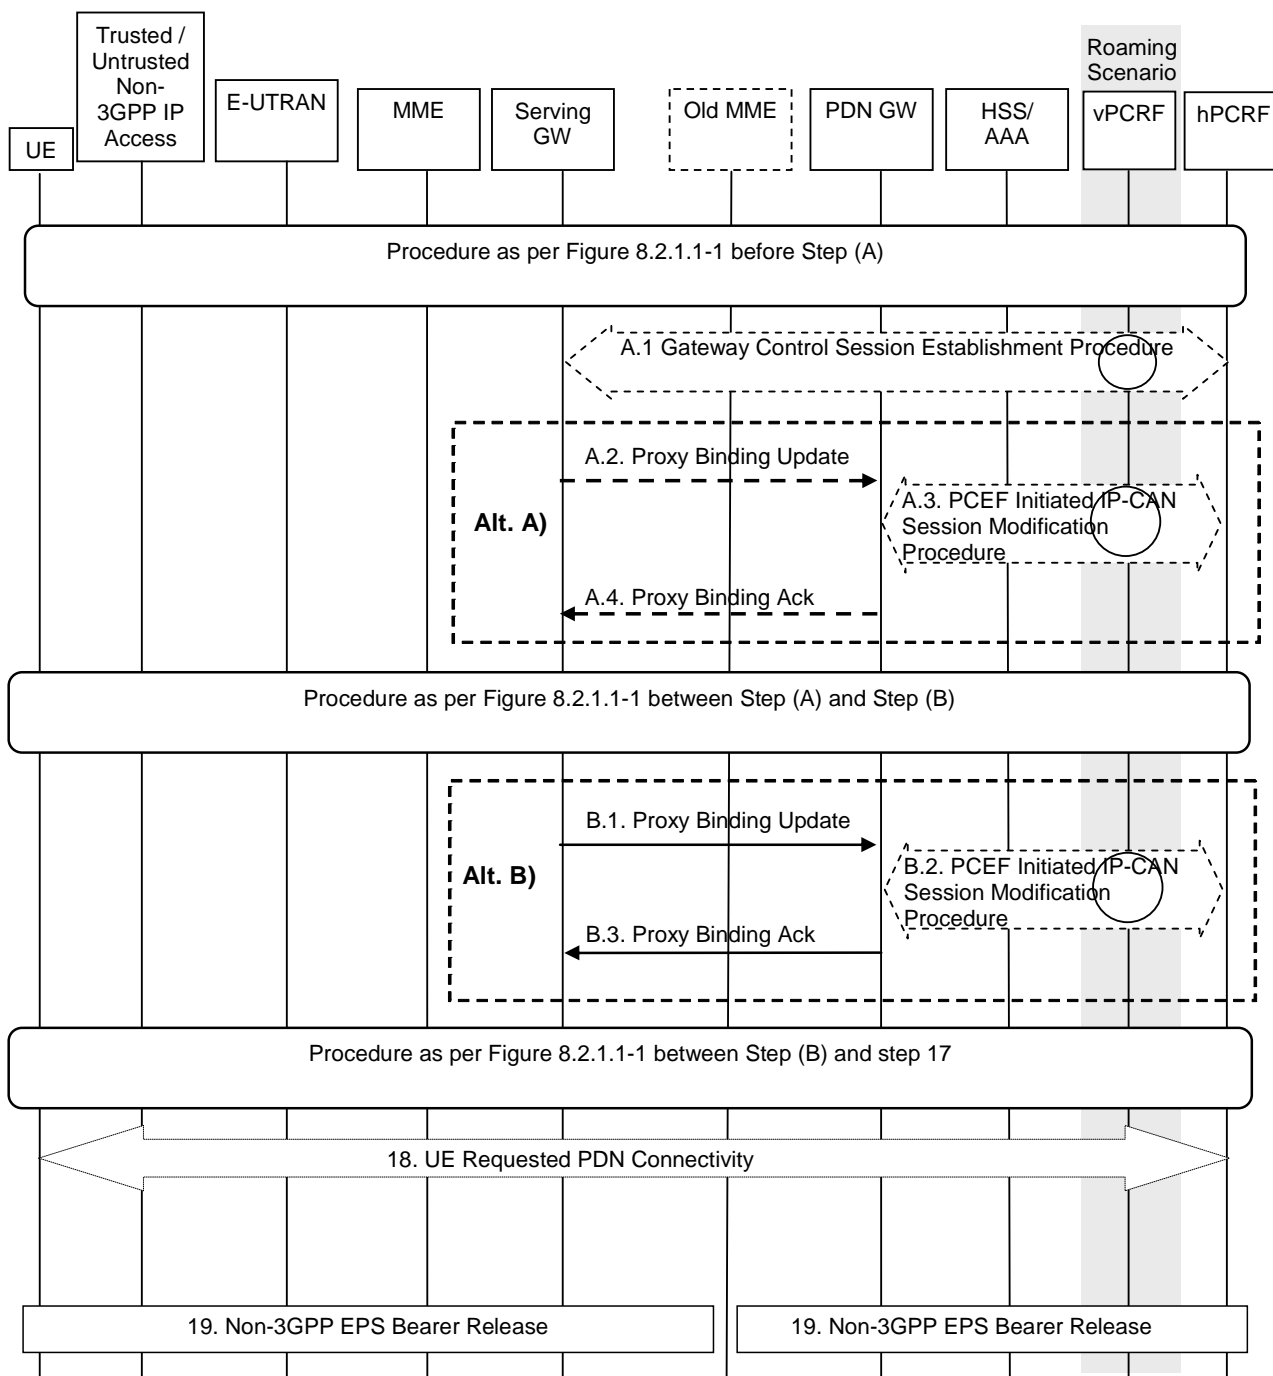 Trusted /
Untrusted
Non-
3GPP IP
Access
Roaming
Scenario
UE
E-UTRAN
MME
Serving
GW
Old MME
PDN GW
HSS/
AAA
vPCRF
hPCRF
Procedure as per Figure 8.2.1.1-1 before Step (A)
A.1 Gateway Control Session Establishment Procedure
Alt. A)
A.2. Proxy Binding Update
A.3. PCEF Initiated IP-CAN
Session Modification
Procedure
A.4. Proxy Binding Ack
Procedure as per Figure 8.2.1.1-1 between Step (A) and Step (B)
Alt. B)
B.1. Proxy Binding Update
B.2. PCEF Initiated IP-CAN
Session Modification
Procedure
B.3. Proxy Binding Ack
Procedure as per Figure 8.2.1.1-1 between Step (B) and step 17
18. UE Requested PDN Connectivity
19. Non-3GPP EPS Bearer Release
19. Non-3GPP EPS Bearer Release